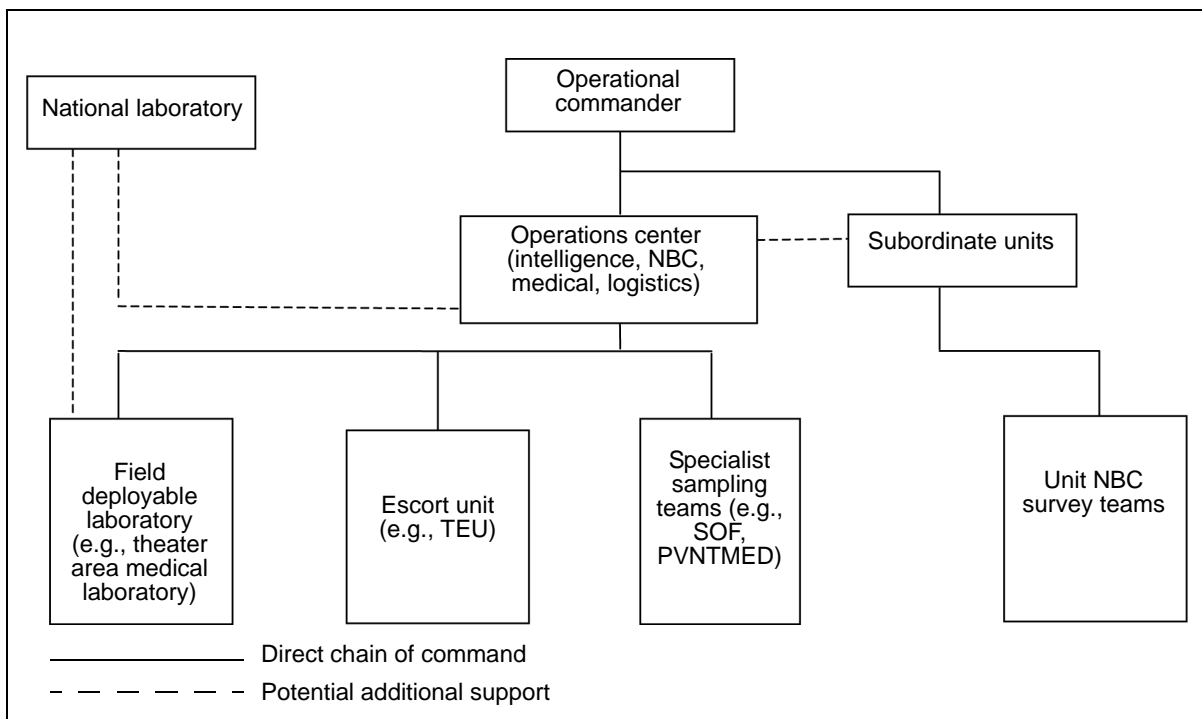 National laboratory
Operational
commander
Operations center
(intelligence, NBC,
medical, logistics)
Subordinate units
Field
deployable
laboratory
(e.g., theater
area medical
laboratory)
Escort unit
(e.g., TEU)
Specialist
sampling
teams (e.g.,
SOF,
PVNTMED)
Unit NBC
survey teams
Direct chain of command
Potential additional support